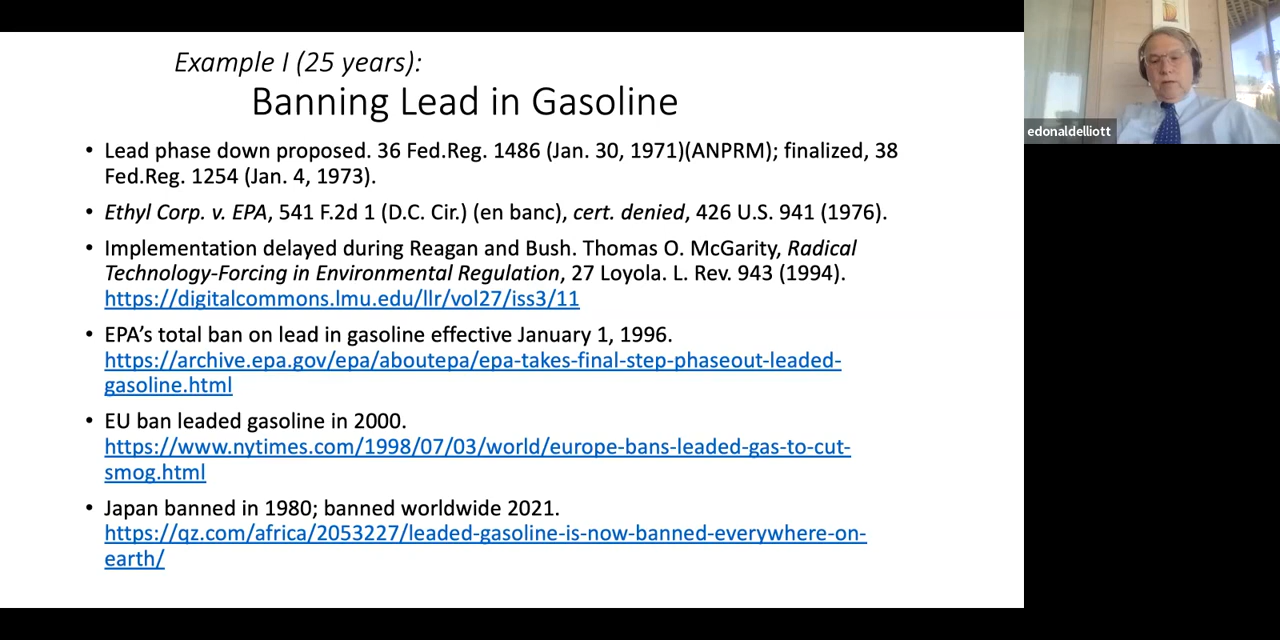 Example I (25 years):
Banning Lead in Gasoline
• Lead phase down proposed. 36 Fed.Reg. 1486 (Jan. 30, 1971)(ANPRM); finalized, 38
Fed.Reg. 1254 (Jan. 4, 1973).
• Ethyl Corp. v. EPA, 541 F.2d 1 (D.C. Cir.) (en banc), cert. denied, 426 U.S. 941 (1976).
• Implementation delayed during Reagan and Bush. Thomas O. McGarity, Radical
Technology-Forcing in Environmental Regulation, 27 Loyola. L. Rev. 943 (1994).
https://digitalcommons.lmu.edu/llr/vol27/iss3/11
• EPA's total ban on lead in gasoline effective January 1, 1996.
https://archive.epa.gov/epa/aboutepa/epa-takes-final-step-phaseout-leaded-
gasoline.html
• EU ban leaded gasoline in 2000.
https://www.nytimes.com/1998/07/03/world/europe-bans-leaded-gas-to-cut-
smog.html
• Japan banned in 1980; banned worldwide 2021.
https://qz.com/africa/2053227/leaded-gasoline-is-now-banned-everywhere-on-
earth/
edonaldelliott